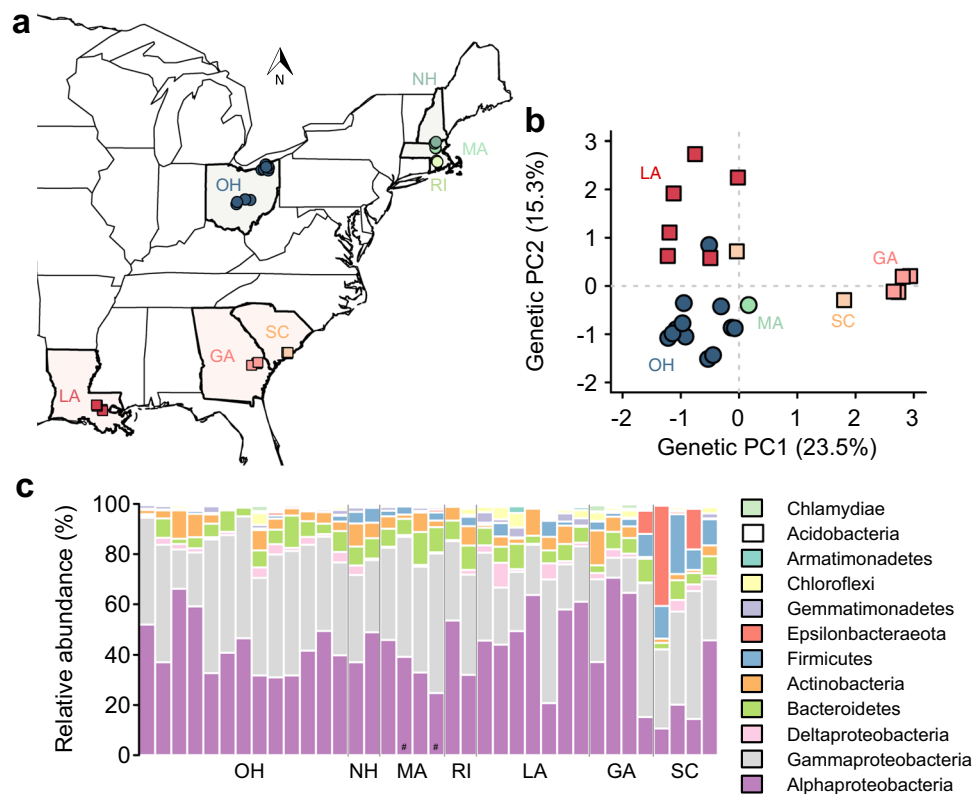 a
N
NH
MA
RI
OH
SC
GA
LA
b
Genetic PC2 (15.3%)
3
2
1
0
-1
-2
LA
GA
SC
MA
OH
-2 -1 0 1 2 3
Genetic PC1 (23.5%)
c
Relative abundance (%)
100
80
60
40
20
0
# #
OH NH MA RI LA GA SC
Chlamydiae
Acidobacteria
Armatimonadetes
Chloroflexi
Gemmatimonadetes
Epsilonbacteraeota
Firmicutes
Actinobacteria
Bacteroidetes
Deltaproteobacteria
Gammaproteobacteria
Alphaproteobacteria